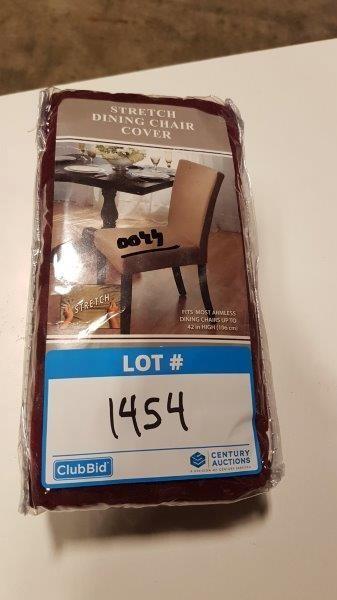 STRETCH
DINING CHAIR
COVER
0044
STRETCH
FITS MOST ARMLESS
DINING CHAIRS UP TO
42 in HIGH (196 cm)
LOT #
1454
ClubBid
CENTURY
AUCTIONS